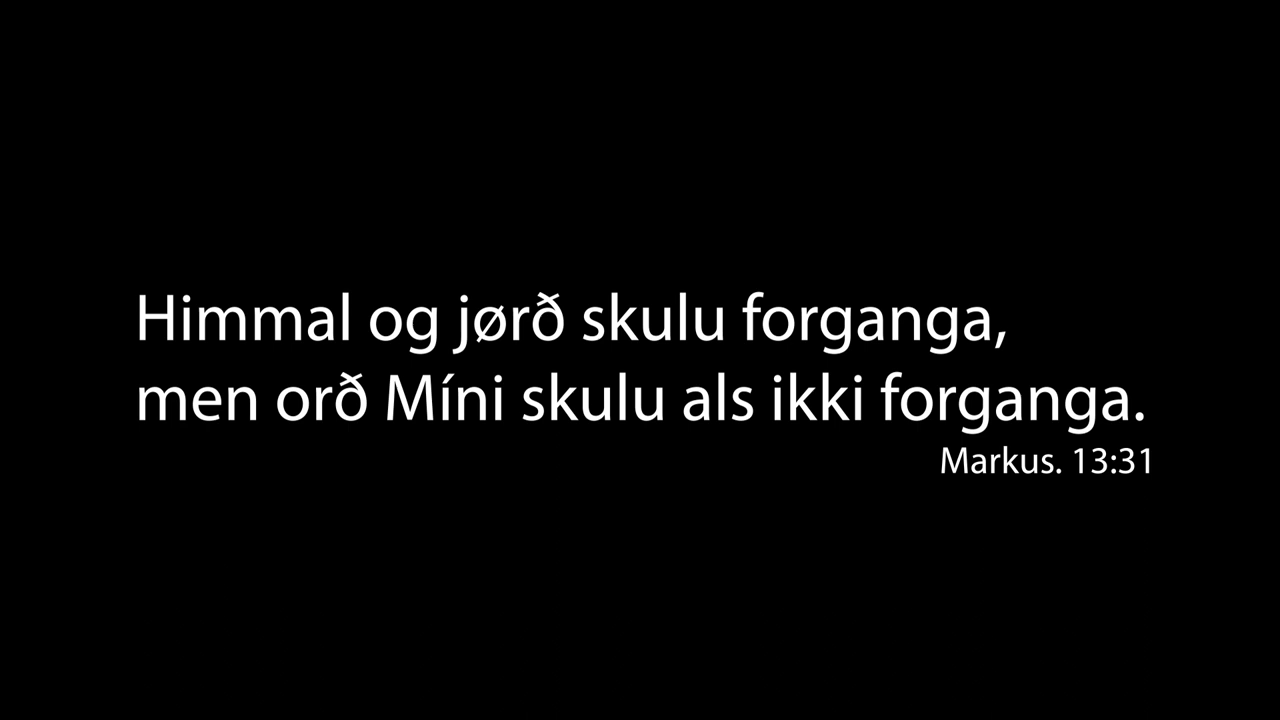 Himmal og jørð skulu forganga,
men orð Míni skulu als ikki forganga.
Markus. 13:31